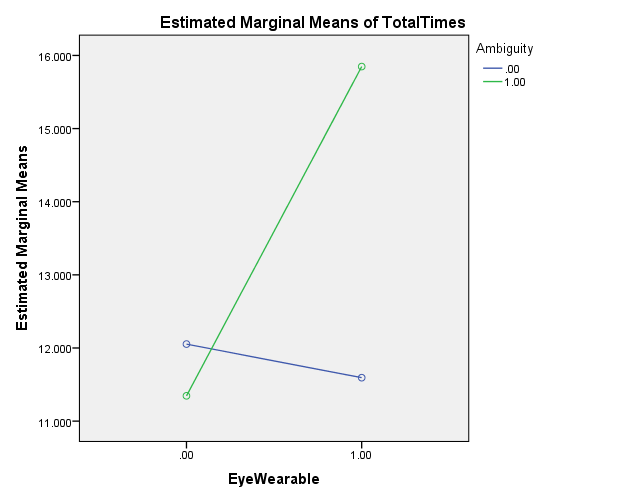 Estimated Marginal Means of TotalTimes
Ambiguity
.00
1.00
Estimated Marginal Means
16.000
15.000
14.000
13.000
12.000
11.000
.00
1.00
EyeWearable